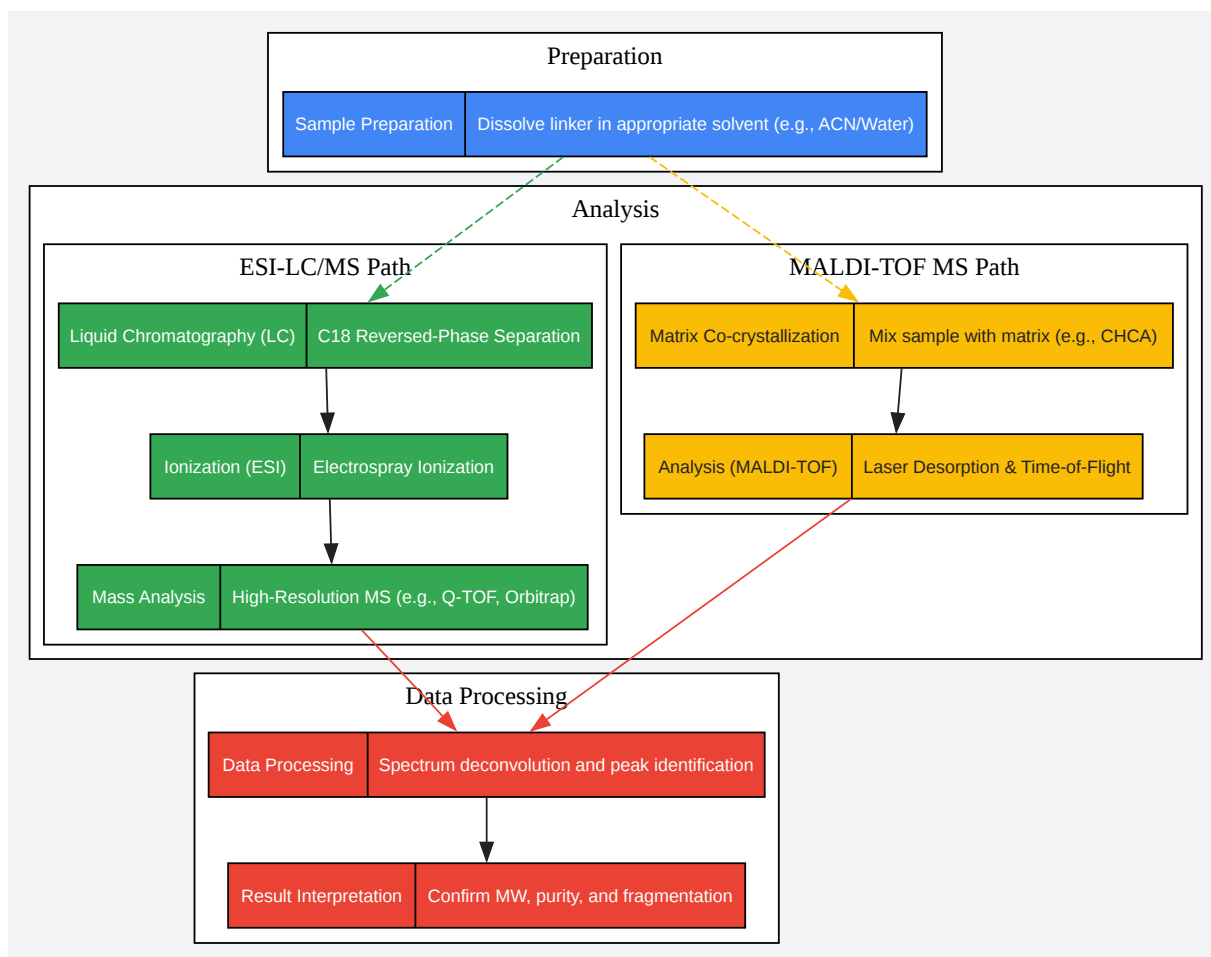 Preparation
Sample Preparation
Dissolve linker in appropriate solvent (e.g., ACN/Water)
Analysis
ESI-LC/MS Path
Liquid Chromatography (LC)
C18 Reversed-Phase Separation
Ionization (ESI)
Electrospray Ionization
Mass Analysis
High-Resolution MS (e.g., Q-TOF, Orbitrap)
MALDI-TOF MS Path
Matrix Co-crystallization
Mix sample with matrix (e.g., CHCA)
Analysis (MALDI-TOF)
Laser Desorption & Time-of-Flight
Data Processing
Data Processing
Spectrum deconvolution and peak identification
Result Interpretation
Confirm MW, purity, and fragmentation